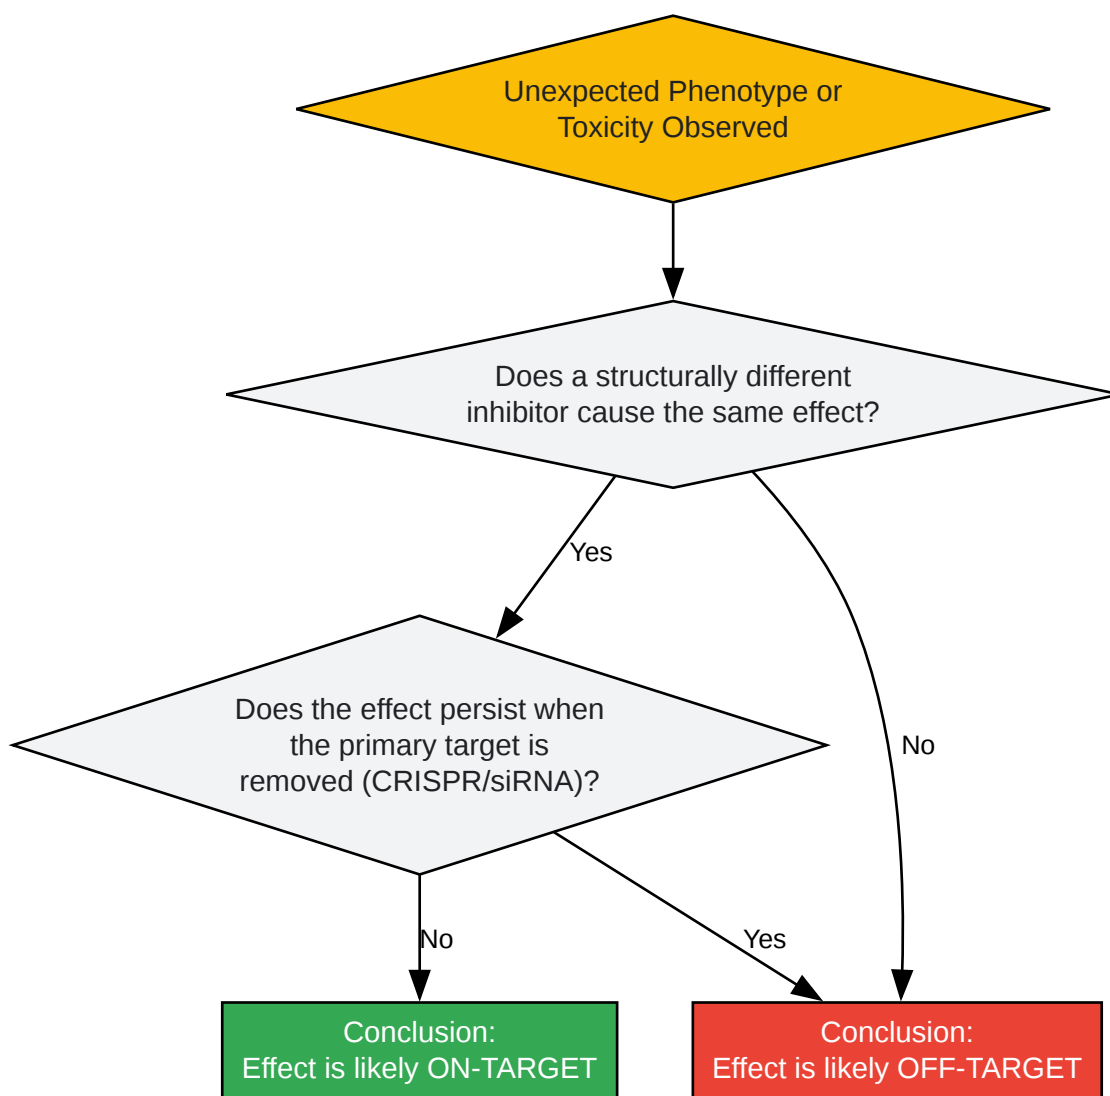 Unexpected Phenotype or
Toxicity Observed
Does a structurally different
inhibitor cause the same effect?
Yes
Does the effect persist when
the primary target is
removed (CRISPR/siRNA)?
No
No
Yes
Conclusion:
Effect is likely ON-TARGET
Conclusion:
Effect is likely OFF-TARGET